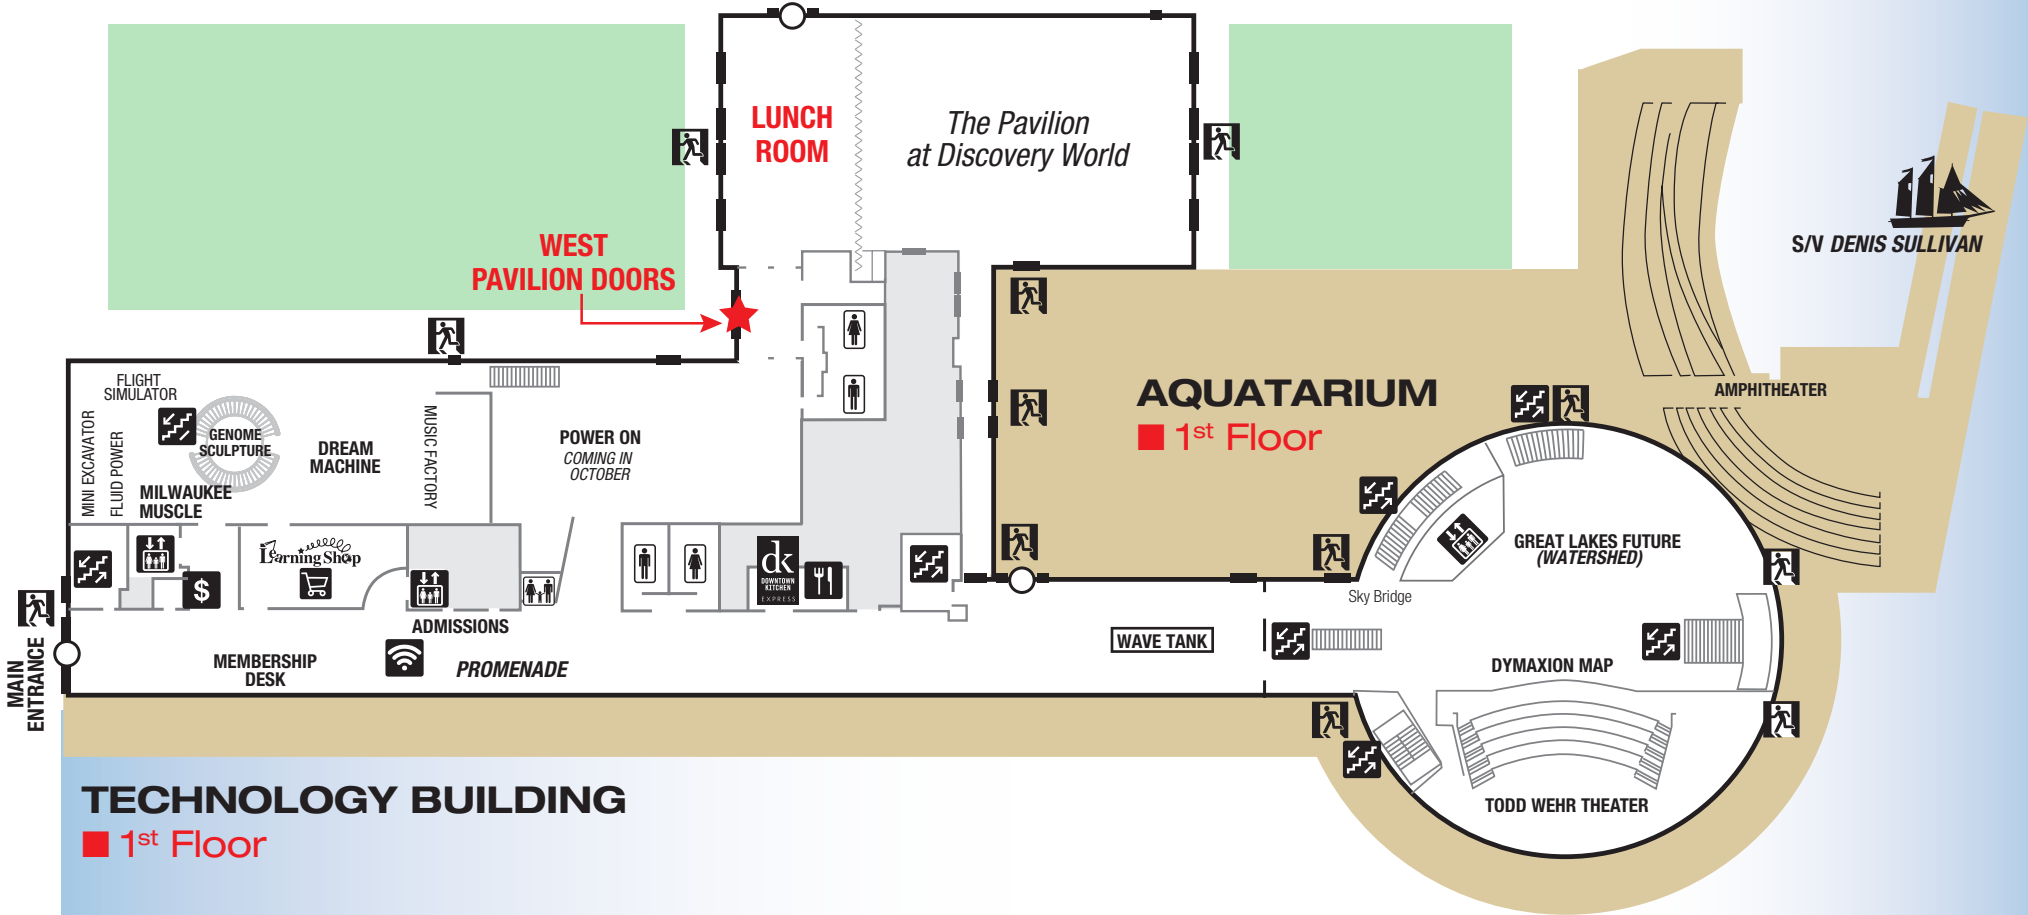 LUNCH
ROOM
The Pavilion
at Discovery World
WEST
PAVILION DOORS
S/V DENIS SULLIVAN
FLIGHT
SIMULATOR
MINI EXCAVATOR
FLUID POWER
GENOME
SCULPTURE
DREAM
MACHINE
MUSIC FACTORY
POWER ON
COMING IN
OCTOBER
MILWAUKEE
MUSCLE
AQUATARIUM
1st Floor
AMPHITHEATER
Learning Shop
$
dk
DOWNTOWN
KITCHEN
EXPRESS
GREAT LAKES FUTURE
(WATERSHED)
Sky Bridge
MAIN
ENTRANCE
ADMISSIONS
MEMBERSHIP
DESK
PROMENADE
WAVE TANK
DYMAXION MAP
TODD WEHR THEATER
TECHNOLOGY BUILDING
1st Floor